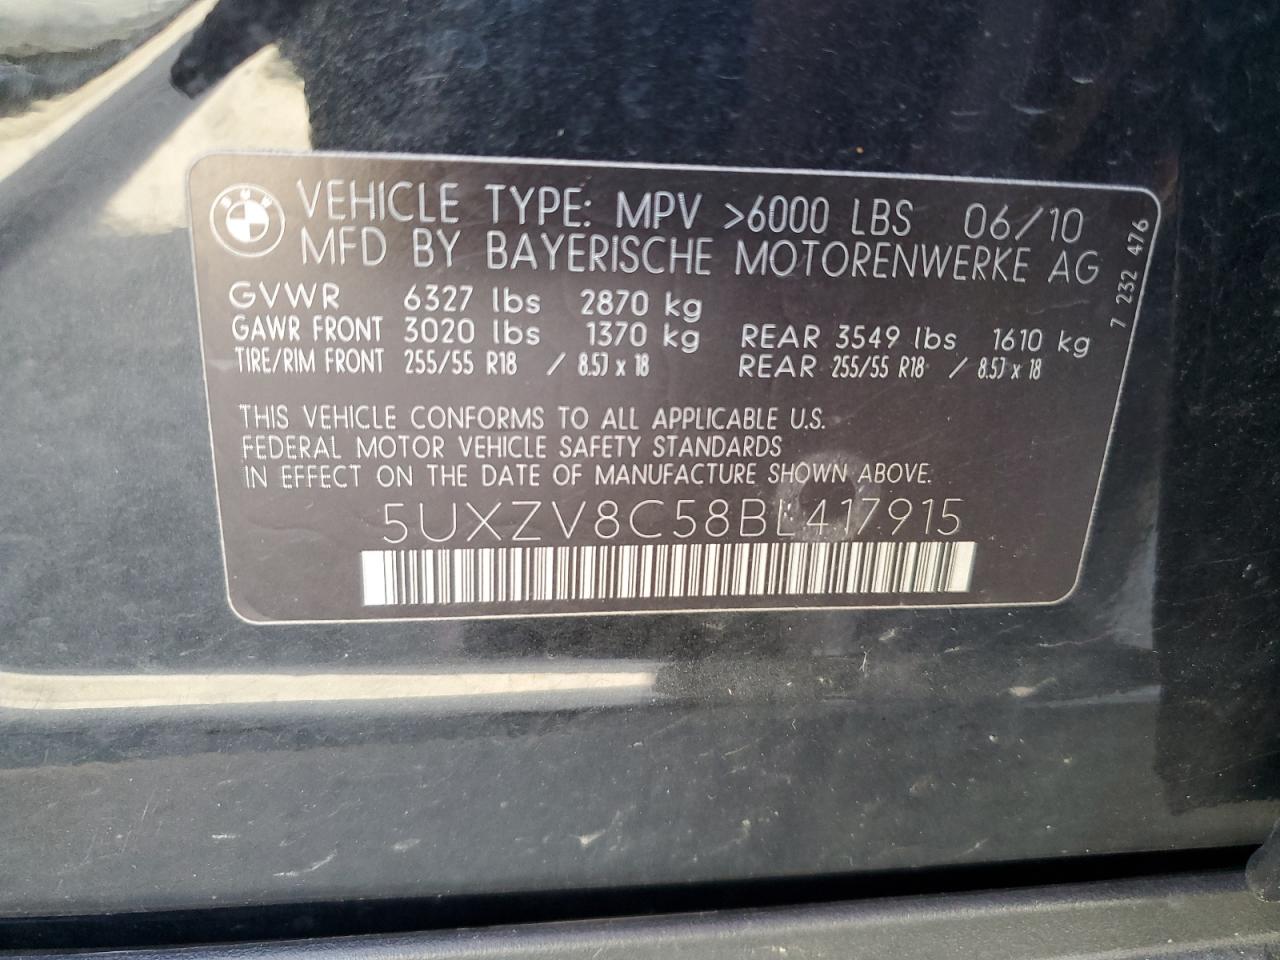 BMW VEHICLE TYPE: MPV >6000 LBS 06/10
MFD BY BAYERISCHE MOTORENWERKE AG
GVWR 6327 lbs 2870 kg
GAWR FRONT 3020 lbs 1370 kg REAR 3549 lbs 1610 kg
TIRE/RIM FRONT 255/55 R18 / 8.5J x 18 REAR 255/55 R18 / 8.5J x 18
THIS VEHICLE CONFORMS TO ALL APPLICABLE U.S.
FEDERAL MOTOR VEHICLE SAFETY STANDARDS
IN EFFECT ON THE DATE OF MANUFACTURE SHOWN ABOVE.
5UXZV8C58BL417915
7 232 476